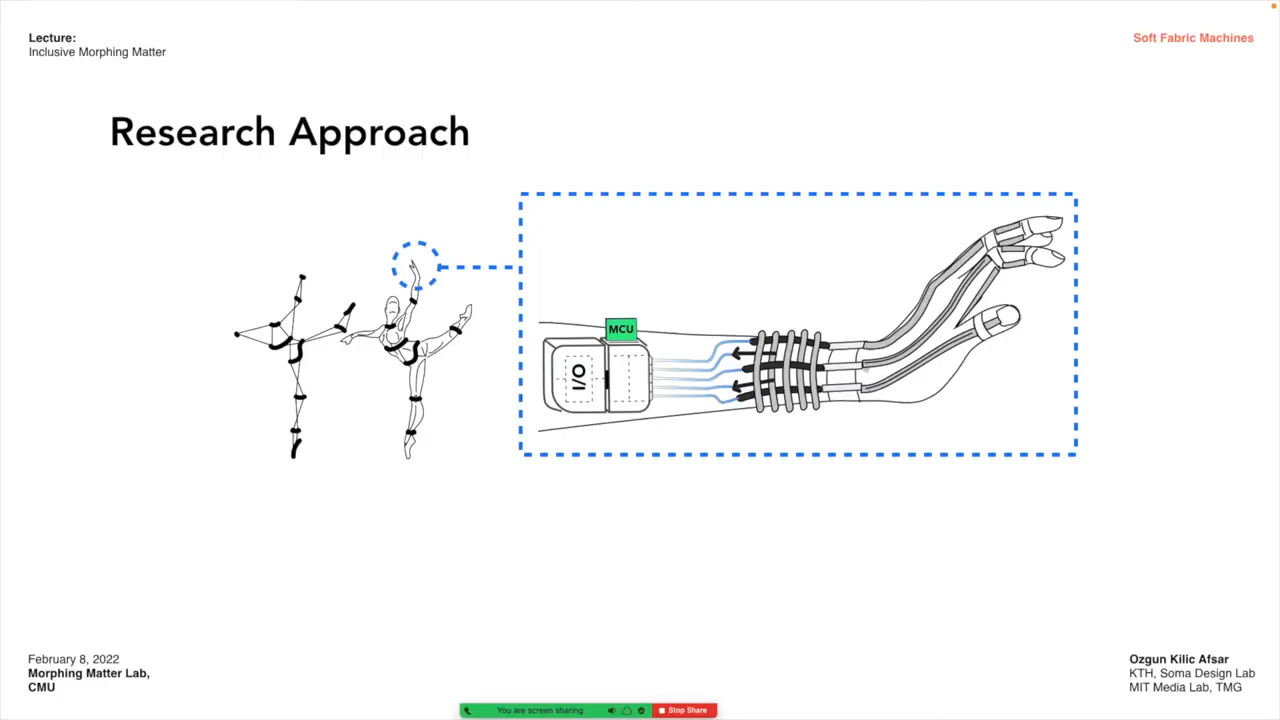 Lecture:
Inclusive Morphing Matter
Soft Fabric Machines
Research Approach
MCU
I/O
February 8, 2022
Morphing Matter Lab,
CMU
Ozgun Kilic Afsar
KTH, Soma Design Lab
MIT Media Lab, TMG
You are screen sharing
Stop Share